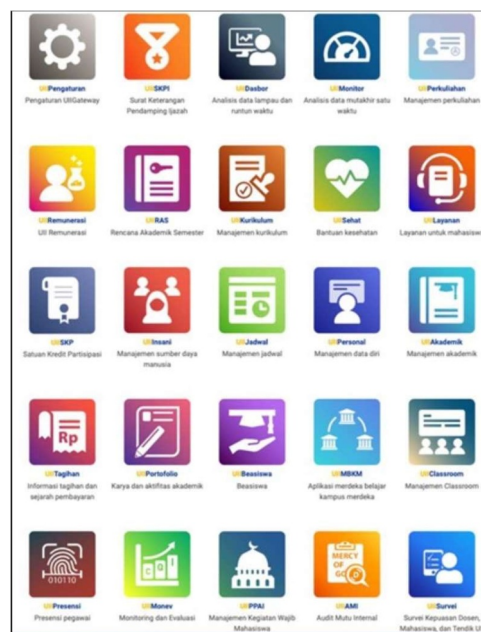 UIIPengaturan
Pengaturan UIIGateway
UIISKPI
Surat Keterangan
Pendamping Ijazah
UIIDasbor
Analisis data lampau dan
runtun waktu
UIIMonitor
Analisis data mutakhir satu
waktu
UIIPerkuliahan
Manajemen perkuliahan
UIIRemunerasi
UII Remunerasi
UIIRAS
Rencana Akademik Semester
UIIKurikulum
Manajemen kurikulum
UIISehat
Bantuan kesehatan
UIILayanan
Layanan untuk mahasiswa
UIISKP
Satuan Kredit Partisipasi
UIIInsani
Manajemen sumber daya
manusia
UIIJadwal
Manajemen jadwal
UIIPersonal
Manajemen data diri
UIIAkademik
Manajemen akademik
Rp
UIITagihan
Informasi tagihan dan
sejarah pembayaran
UIIPortofolio
Karya dan aktifitas akademik
UIIBeasiswa
Beasiswa
UIIMBKM
Aplikasi merdeka belajar
kampus merdeka
UIIClassroom
Manajemen Classroom
010110
UIIPresensi
Presensi pegawai
UIIMonev
Monitoring dan Evaluasi
UIIPPAI
Manajemen Kegiatan Wajib
Mahasiswa
MERCY
OF
UIIAMI
Audit Mutu Internal
UIISurvei
Survei Kepuasan Dosen,
Mahasiswa, dan Tendik